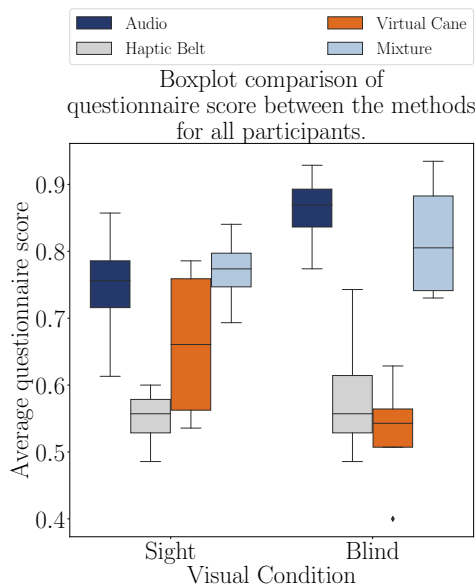 Audio
Haptic Belt
Virtual Cane
Mixture
Boxplot comparison of
questionnaire score between the methods
for all participants.
Average questionnaire score
0.9
0.8
0.7
0.6
0.5
0.4
Sight
Blind
Visual Condition